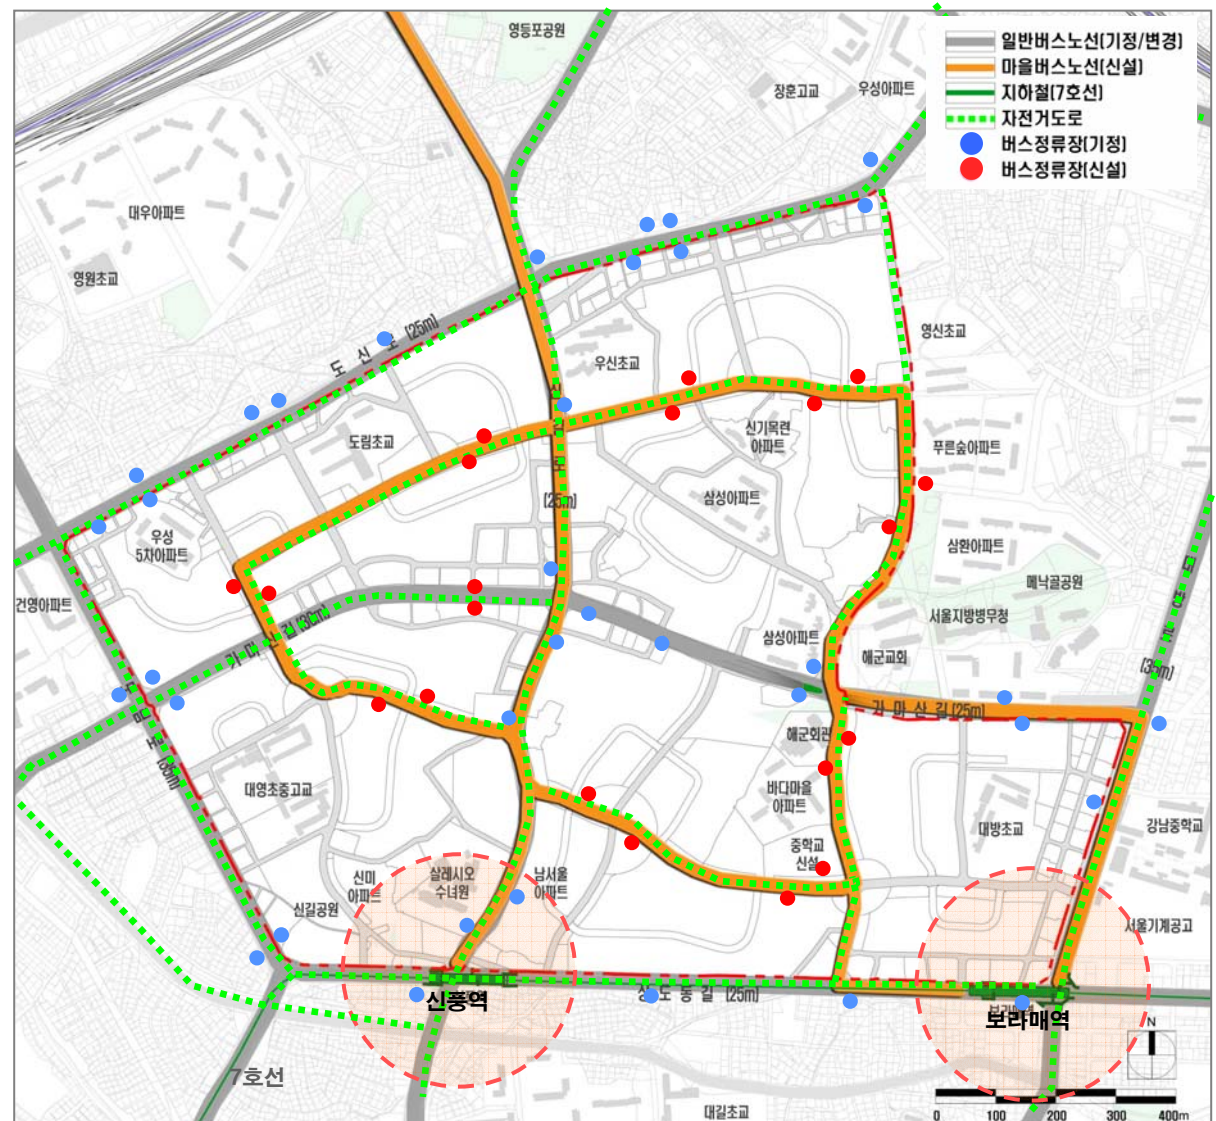 영등포공원
장훈고교
우성아파트
일반버스노선(기정/변경)
마을버스노선(신설)
지하철(7호선)
자전거도로
버스정류장(기정)
버스정류장(신설)
대우아파트
영원초교
도 신 로 (25m)
우신초교
영신초교
도림초교
신기목련
아파트
푸른숲아파트
신 길 로
(25m)
삼성아파트
우성
5차아파트
삼환아파트
메낙골공원
건영아파트
서울지방병무청
삼성아파트
해군교회
(35m)
가 마 산 길 (25m)
해군회관
대영초중고교
바다마을
아파트
대방초교
강남중학교
중학교
신설
신미
아파트
살레시오
수녀원
남서울
아파트
신길공원
서울기계공고
상 도 동 길 (25m)
신풍역
보라매역
7호선
대길초교
N
0 100 200 300 400m